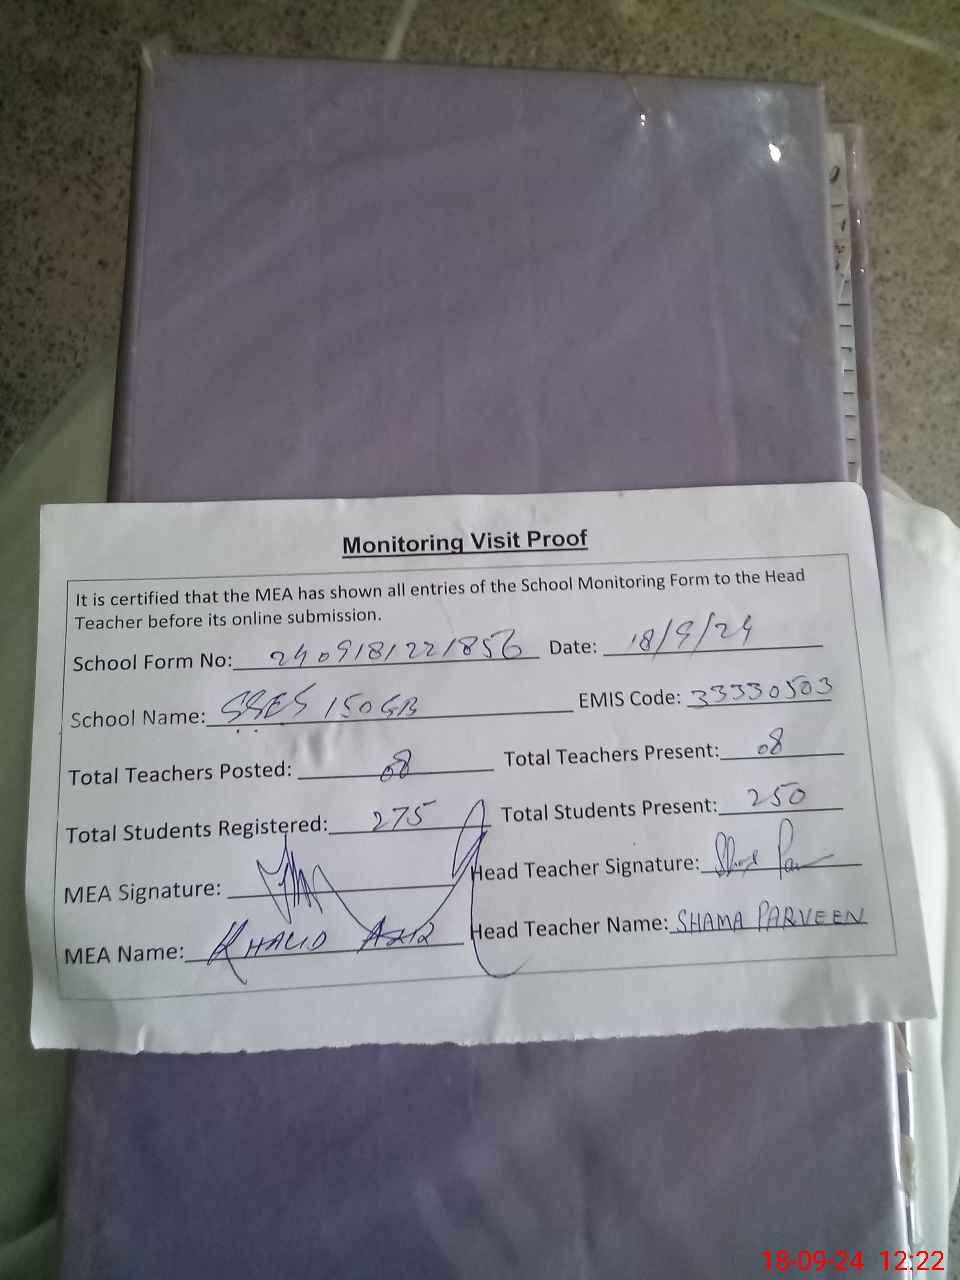 Monitoring Visit Proof
It is certified that the MEA has shown all entries of the School Monitoring Form to the Head
Teacher before its online submission.
School Form No: 2409181221856 Date: 18/9/24
School Name: SSES 150GB EMIS Code: 33330503
Total Teachers Posted: 08 Total Teachers Present: 08
Total Students Registered: 275 Total Students Present: 250
MEA Signature: Head Teacher Signature:
MEA Name: KHALID Head Teacher Name: SHAMA PARVEEN
18-09-24 12:22